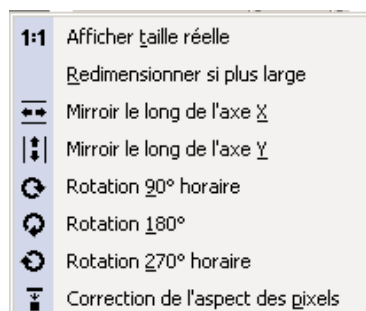 1:1 Afficher taille réelle
Redimensionner si plus large
Mirroir le long de l'axe X
Mirroir le long de l'axe Y
Rotation 90° horaire
Rotation 180°
Rotation 270° horaire
Correction de l'aspect des pixels